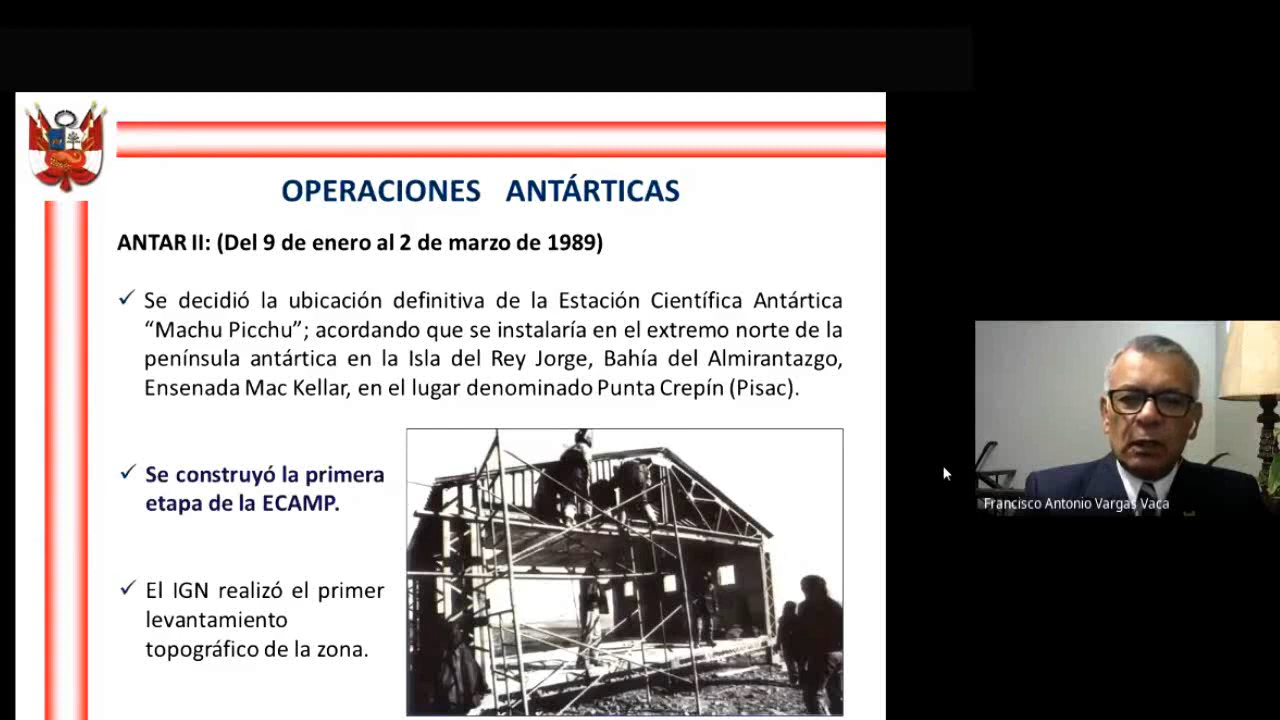 OPERACIONES ANTÁRTICAS
ANTAR II: (Del 9 de enero al 2 de marzo de 1989)
✓ Se decidió la ubicación definitiva de la Estación Científica Antártica
“Machu Picchu”; acordando que se instalaría en el extremo norte de la
península antártica en la Isla del Rey Jorge, Bahía del Almirantazgo,
Ensenada Mac Kellar, en el lugar denominado Punta Crepín (Pisac).
✓ Se construyó la primera
etapa de la ECAMP.
✓ El IGN realizó el primer
levantamiento
topográfico de la zona.
Francisco Antonio Vargas Vaca